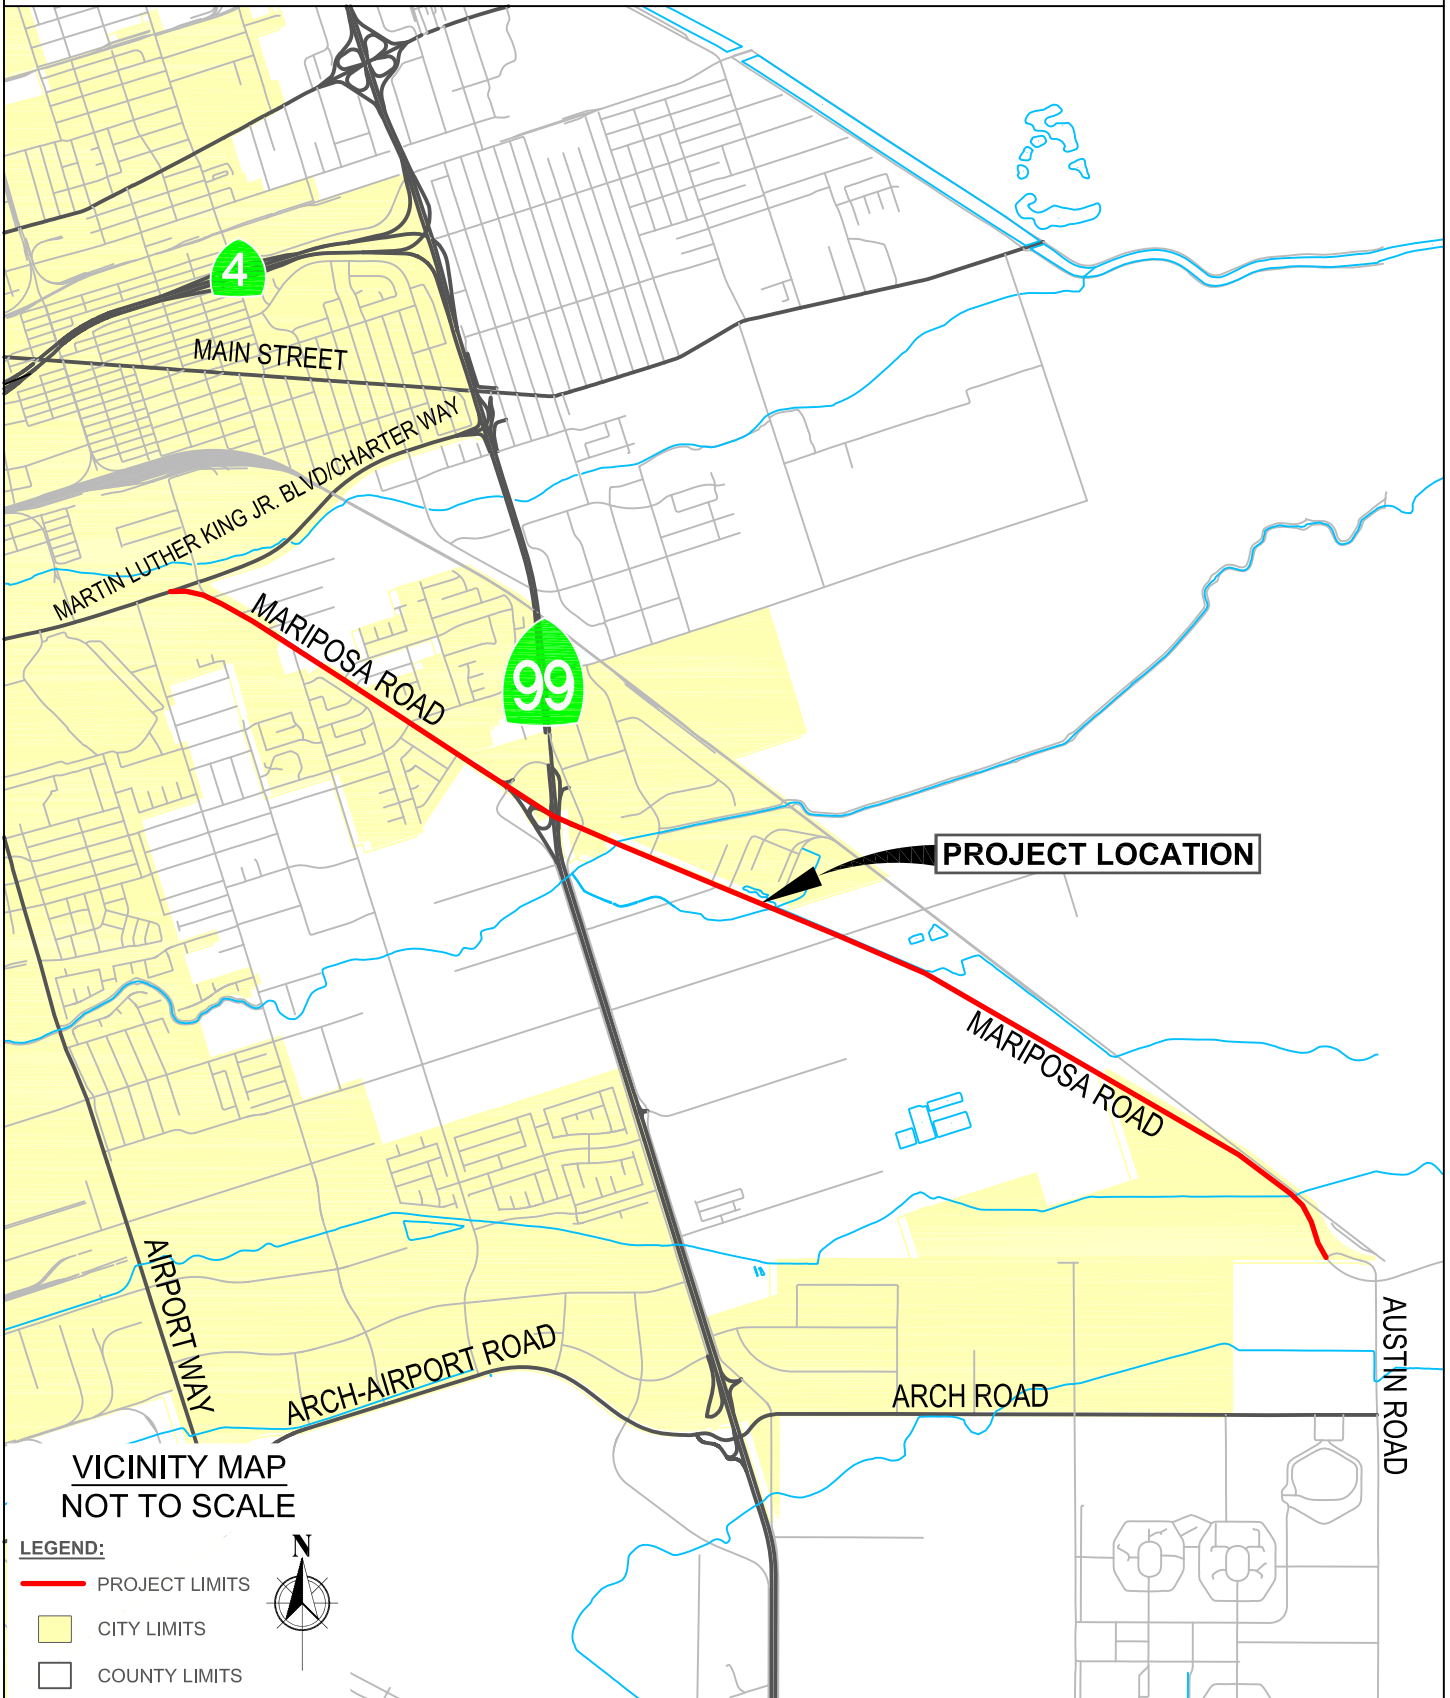 4
MAIN STREET
MARTIN LUTHER KING JR. BLVD/CHARTER WAY
MARIPOSA ROAD
99
PROJECT LOCATION
MARIPOSA ROAD
AIRPORT WAY
ARCH-AIRPORT ROAD
ARCH ROAD
AUSTIN ROAD
VICINITY MAP
NOT TO SCALE
LEGEND:
PROJECT LIMITS
CITY LIMITS
COUNTY LIMITS
N